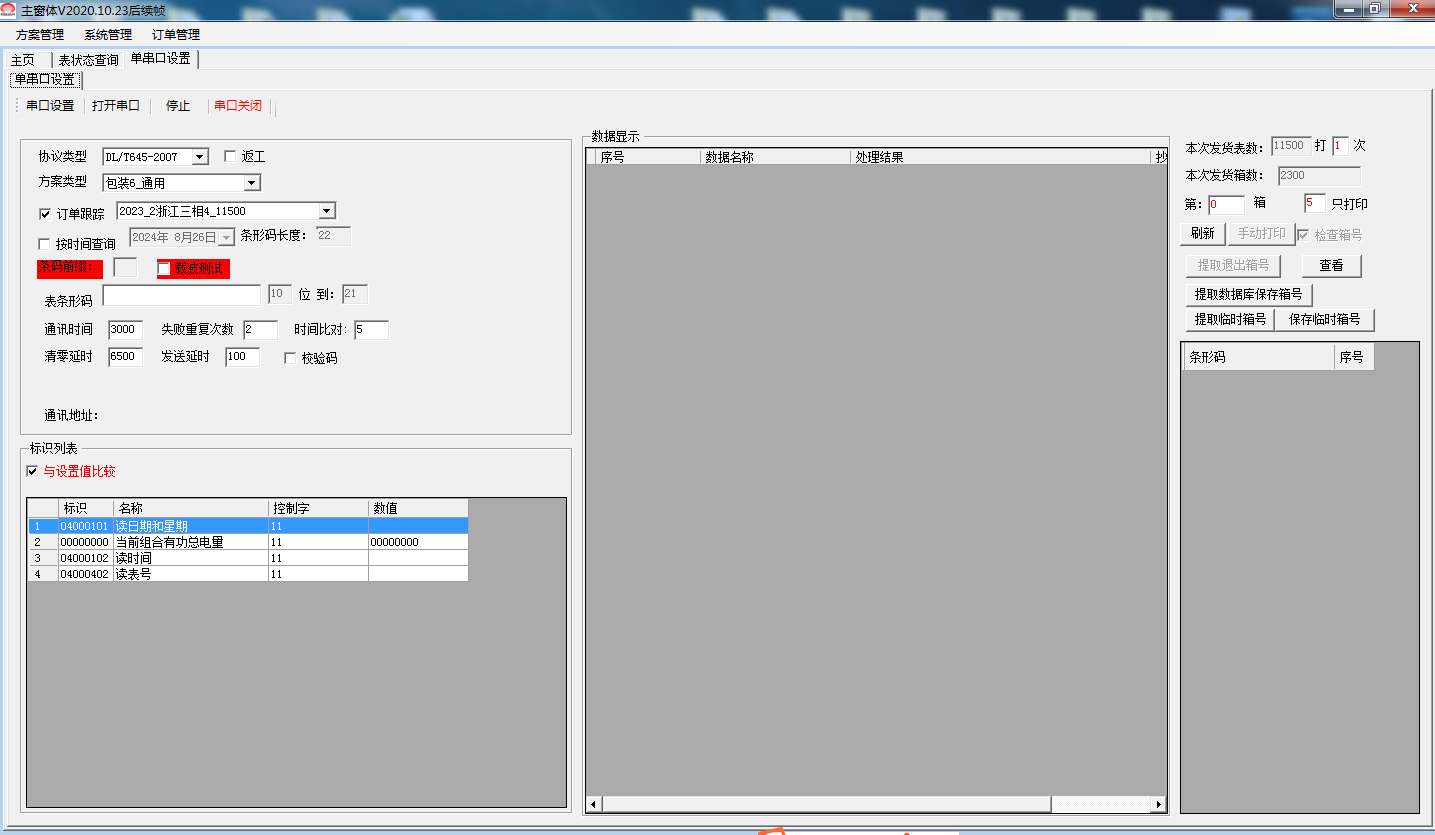 主窗体V2020.10.23后续帧
方案管理 系统管理 订单管理
主页 表状态查询 单串口设置
单串口设置
串口设置 打开串口 停止 串口关闭
协议类型 DL/T645-2007 返工
方案类型 包装6_通用
订单跟踪 2023_2浙江三相4_11500
按时间查询 2024年 8月26日 条形码长度: 22
条码前缀: 载波测试
表条形码 10 位 到: 21
通讯时间 3000 失败重复次数 2 时间比对: 5
清零延时 6500 发送延时 100 校验码
通讯地址:
标识列表
与设置值比较
标识 名称 控制字 数值
1 04000101 读日期和星期 11
2 00000000 当前组合有功总电量 11 00000000
3 04000102 读时间 11
4 04000402 读表号 11
数据显示
序号 数据名称 处理结果 抄
本次发货表数: 11500 打 1 次
本次发货箱数: 2300
第: 0 箱 5 只打印
刷新 手动打印 检查箱号
提取退出箱号 查看
提取数据库保存箱号
提取临时箱号 保存临时箱号
条形码 序号